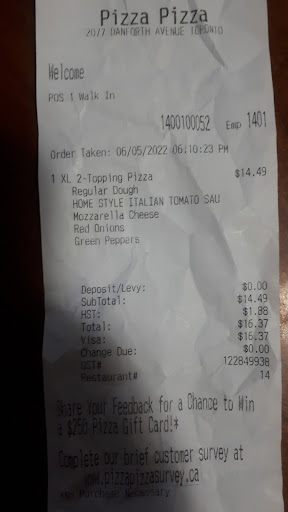 Pizza Pizza
2077 DANFORTH AVENUE TORONTO
Welcome
POS 1 Walk In
1400100052 Emp 1401
Order Taken: 06/05/2022 06:10:23 PM
1 XL 2-Topping Pizza $14.49
Regular Dough
HOME STYLE ITALIAN TOMATO SAU
Mozzarella Cheese
Red Onions
Green Peppers
Deposit/Levy: $0.00
SubTotal: $14.49
HST: $1.88
Total: $16.37
Visa: $16.37
Change Due: $0.00
GST# 122849938
Restaurant# 14
Share Your Feedback for a Chance to Win
a $250 Pizza Gift Card!*
Complete our brief customer survey at
www.pizzapizzasurvey.ca
*No Purchase Necessary